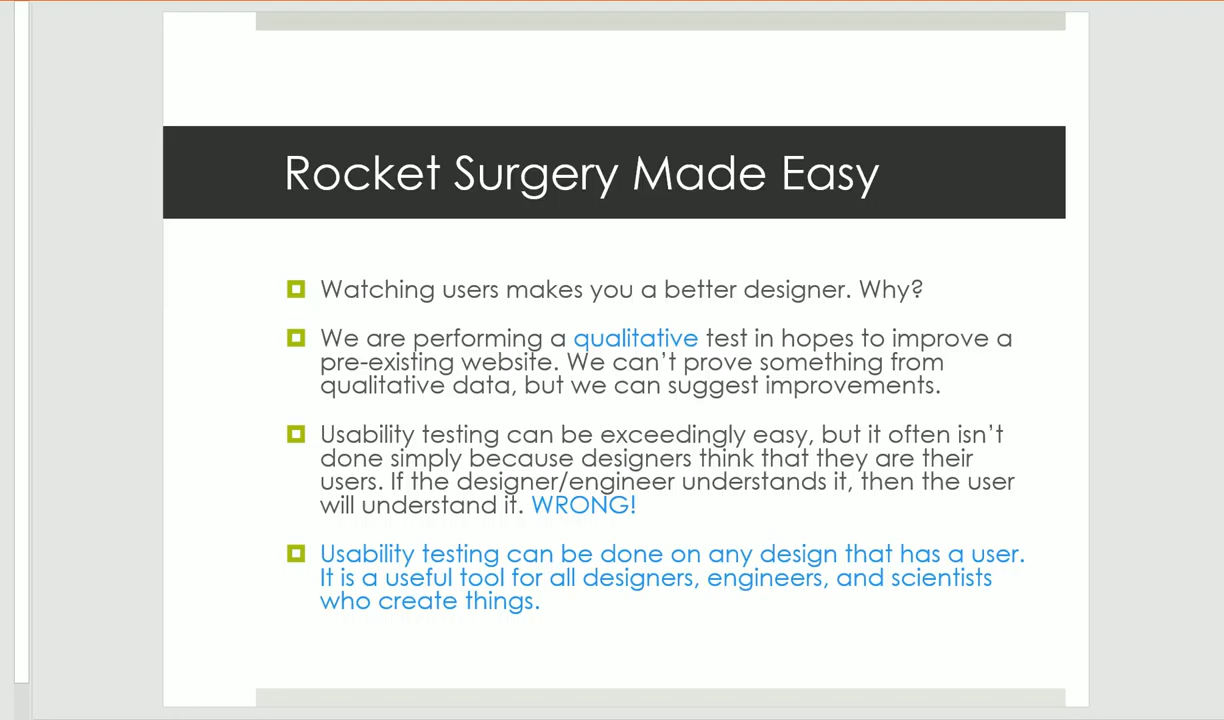 Rocket Surgery Made Easy
Watching users makes you a better designer. Why?
We are performing a qualitative test in hopes to improve a
pre-existing website. We can't prove something from
qualitative data, but we can suggest improvements.
Usability testing can be exceedingly easy, but it often isn't
done simply because designers think that they are their
users. If the designer/engineer understands it, then the user
will understand it. WRONG!
Usability testing can be done on any design that has a user.
It is a useful tool for all designers, engineers, and scientists
who create things.